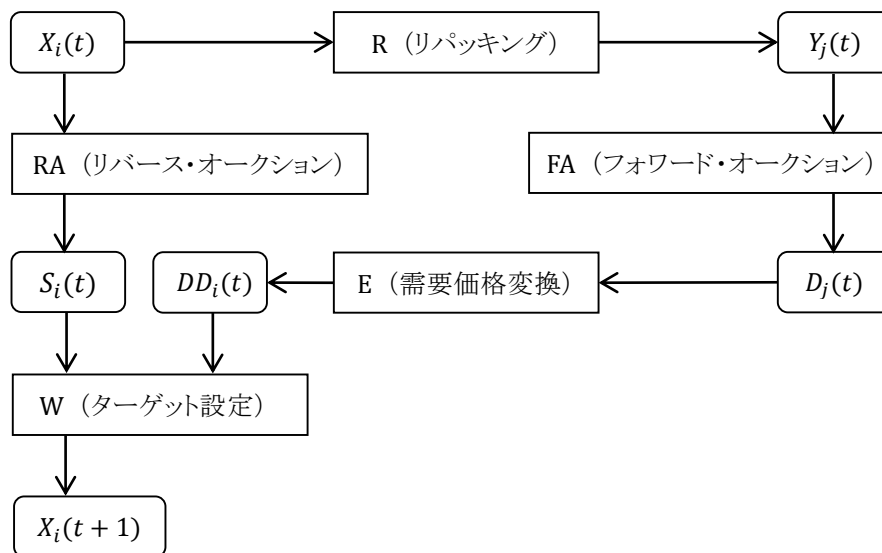 X_i(t)
R （リパッキング）
Y_j(t)
RA （リバース・オークション）
FA （フォワード・オークション）
S_i(t)
DD_i(t)
E （需要価格変換）
D_j(t)
W （ターゲット設定）
X_i(t + 1)